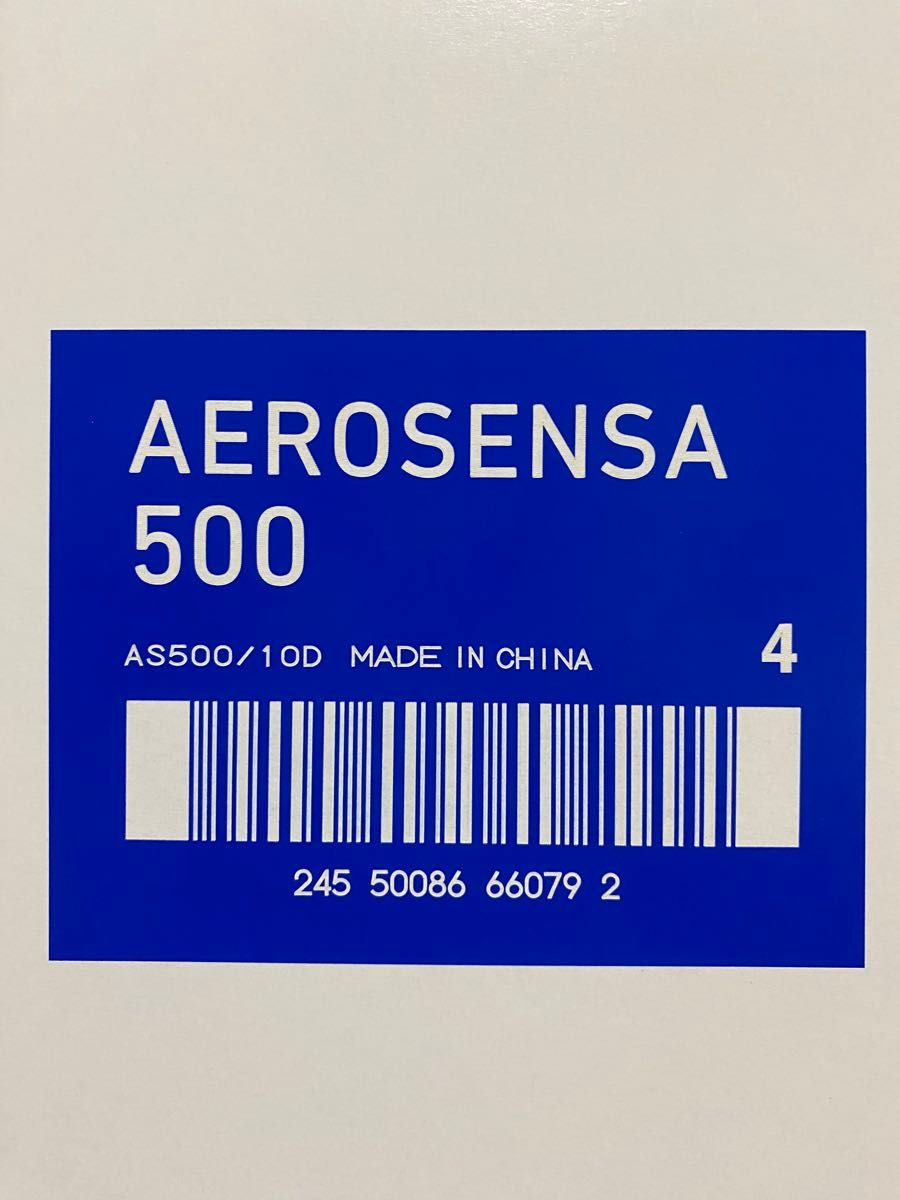 AEROSENSA
500
AS500/10D MADE IN CHINA
4
245 50086 66079 2